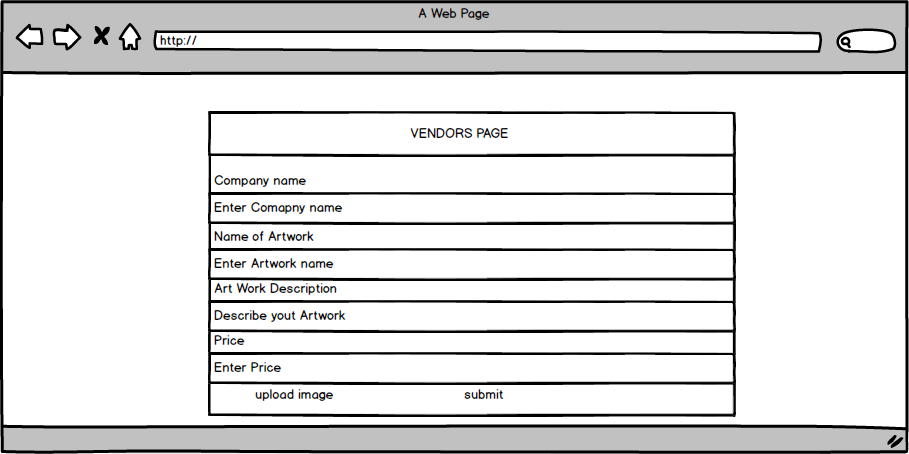 A Web Page
http://
VENDORS PAGE
Company name
Enter Comapny name
Name of Artwork
Enter Artwork name
Art Work Description
Describe yout Artwork
Price
Enter Price
upload image submit